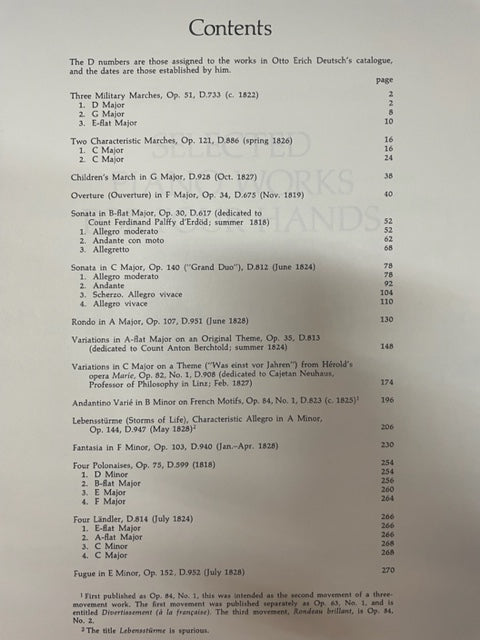 Contents
The D numbers are those assigned to the works in Otto Erich Deutsch's catalogue,
and the dates are those established by him.
page
Three Military Marches, Op. 51, D.733 (c. 1822) 2
1. D Major 2
2. G Major 8
3. E-flat Major 10
Two Characteristic Marches, Op. 121, D.886 (spring 1826) 16
1. C Major 16
2. C Major 24
Children's March in G Major, D.928 (Oct. 1827) 38
Overture (Ouverture) in F Major, Op. 34, D.675 (Nov. 1819) 40
Sonata in B-flat Major, Op. 30, D.617 (dedicated to
Count Ferdinand Palffy d'Erdöd; summer 1818) 52
1. Allegro moderato 52
2. Andante con moto 62
3. Allegretto 68
Sonata in C Major, Op. 140 ("Grand Duo"), D.812 (June 1824) 78
1. Allegro moderato 78
2. Andante 92
3. Scherzo. Allegro vivace 104
4. Allegro vivace 110
Rondo in A Major, Op. 107, D.951 (June 1828) 130
Variations in A-flat Major on an Original Theme, Op. 35, D.813
(dedicated to Count Anton Berchtold; summer 1824) 148
Variations in C Major on a Theme ("Was einst vor Jahren") from Hérold's
opera Marie, Op. 82, No. 1, D.908 (dedicated to Cajetan Neuhaus,
Professor of Philosophy in Linz; Feb. 1827) 174
Andantino Varié in B Minor on French Motifs, Op. 84, No. 1, D.823 (c. 1825)¹ 196
Lebensstürme (Storms of Life), Characteristic Allegro in A Minor,
Op. 144, D.947 (May 1828)² 206
Fantasia in F Minor, Op. 103, D.940 (Jan.–Apr. 1828) 230
Four Polonaises, Op. 75, D.599 (1818) 254
1. D Minor 254
2. B-flat Major 256
3. E Major 260
4. F Major 264
Four Ländler, D.814 (July 1824) 266
1. E-flat Major 266
2. A-flat Major 266
3. C Minor 268
4. C Major 268
Fugue in E Minor, Op. 152, D.952 (July 1828) 270
¹ First published as Op. 84, No. 1, this was intended as the second movement of a three-
movement work. The first movement was published separately as Op. 63, No. 1, and is
entitled Divertissement (à la française). The third movement, Rondeau brillant, is Op. 84,
No. 2.
² The title Lebensstürme is spurious.
SELECTED
PIANO WORKS
HANDS